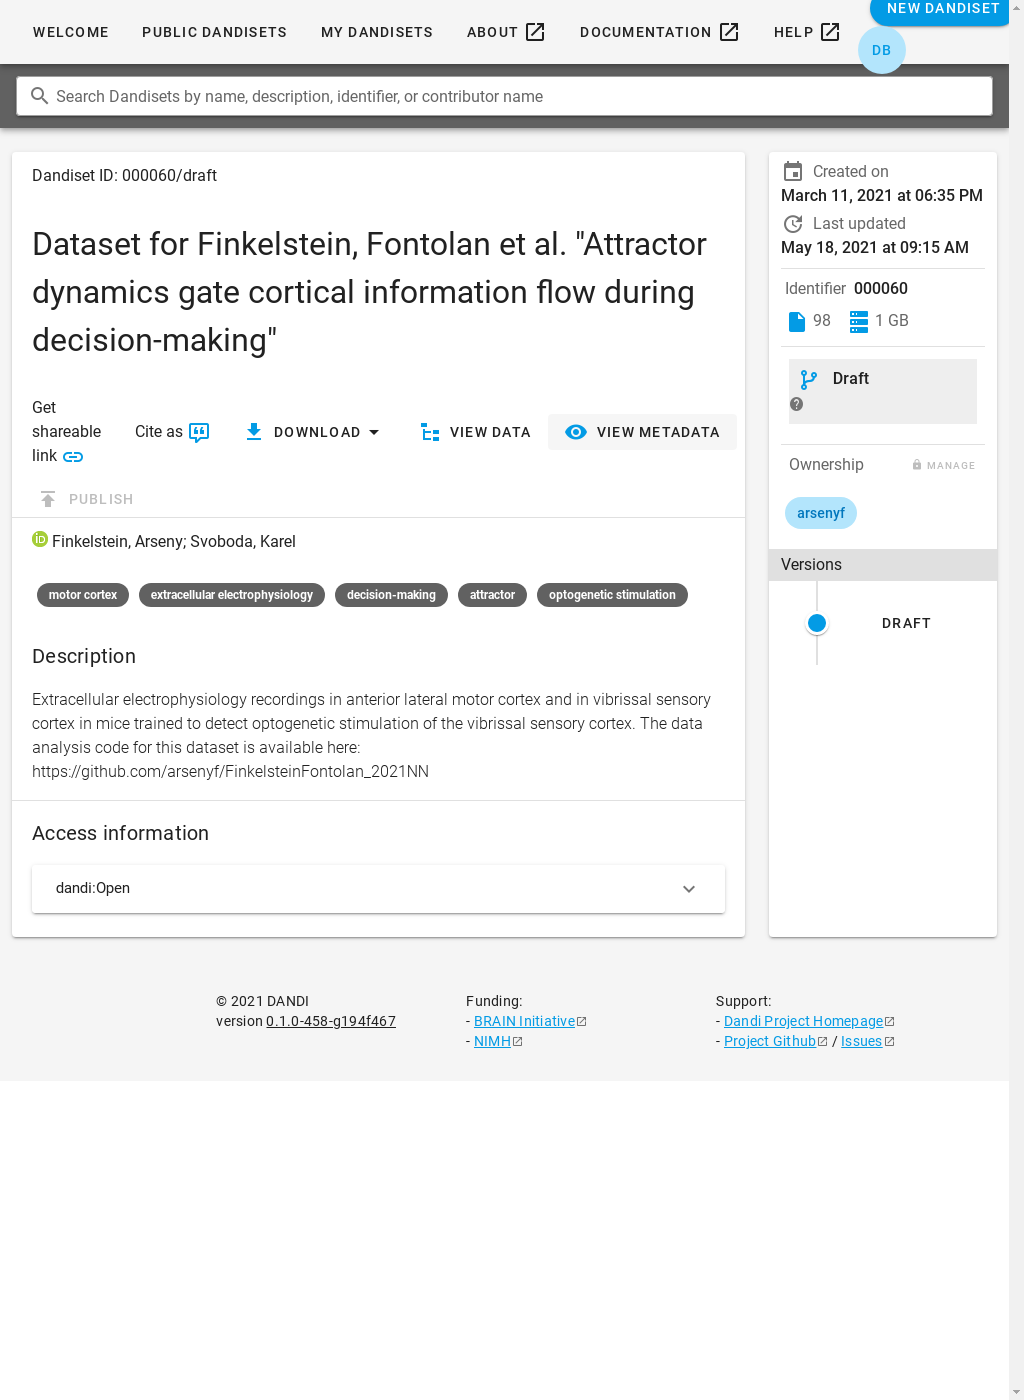 WELCOME
PUBLIC DANDISETS
MY DANDISETS
ABOUT
DOCUMENTATION
HELP
NEW DANDISET
DB
Search Dandisets by name, description, identifier, or contributor name
Dandiset ID: 000060/draft
Dataset for Finkelstein, Fontolan et al. "Attractor
dynamics gate cortical information flow during
decision-making"
Get
shareable
link
Cite as
DOWNLOAD
VIEW DATA
VIEW METADATA
PUBLISH
iD Finkelstein, Arseny; Svoboda, Karel
motor cortex
extracellular electrophysiology
decision-making
attractor
optogenetic stimulation
Description
Extracellular electrophysiology recordings in anterior lateral motor cortex and in vibrissal sensory
cortex in mice trained to detect optogenetic stimulation of the vibrissal sensory cortex. The data
analysis code for this dataset is available here:
https://github.com/arsenyf/FinkelsteinFontolan_2021NN
Access information
dandi:Open
Created on
March 11, 2021 at 06:35 PM
Last updated
May 18, 2021 at 09:15 AM
Identifier 000060
98
1 GB
Draft
?
Ownership
MANAGE
arsenyf
Versions
DRAFT
© 2021 DANDI
version 0.1.0-458-g194f467
Funding:
- BRAIN Initiative
- NIMH
Support:
- Dandi Project Homepage
- Project Github / Issues